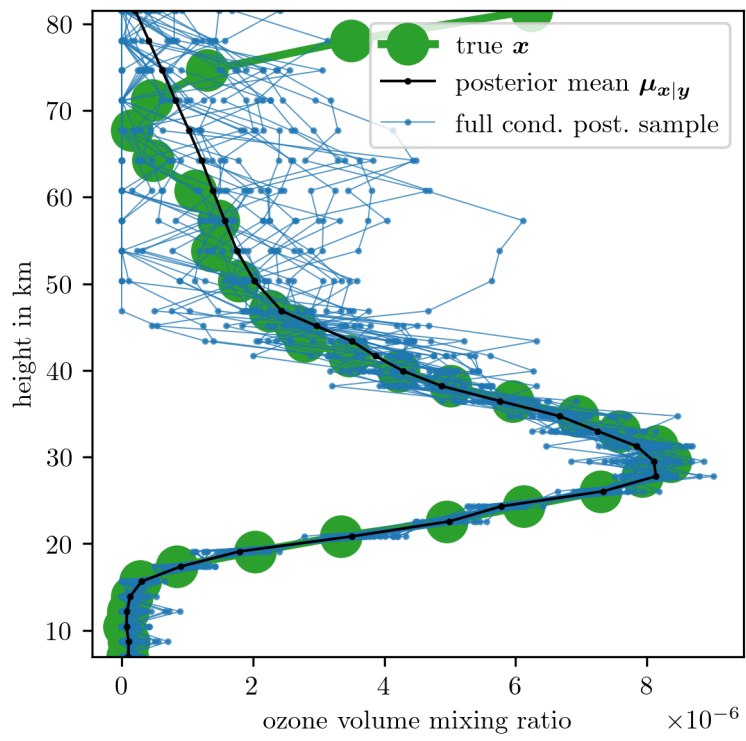 80
70
60
50
40
30
20
10
height in km
true x
posterior mean μx|y
full cond. post. sample
0
2
4
6
8
ozone volume mixing ratio
×10−6